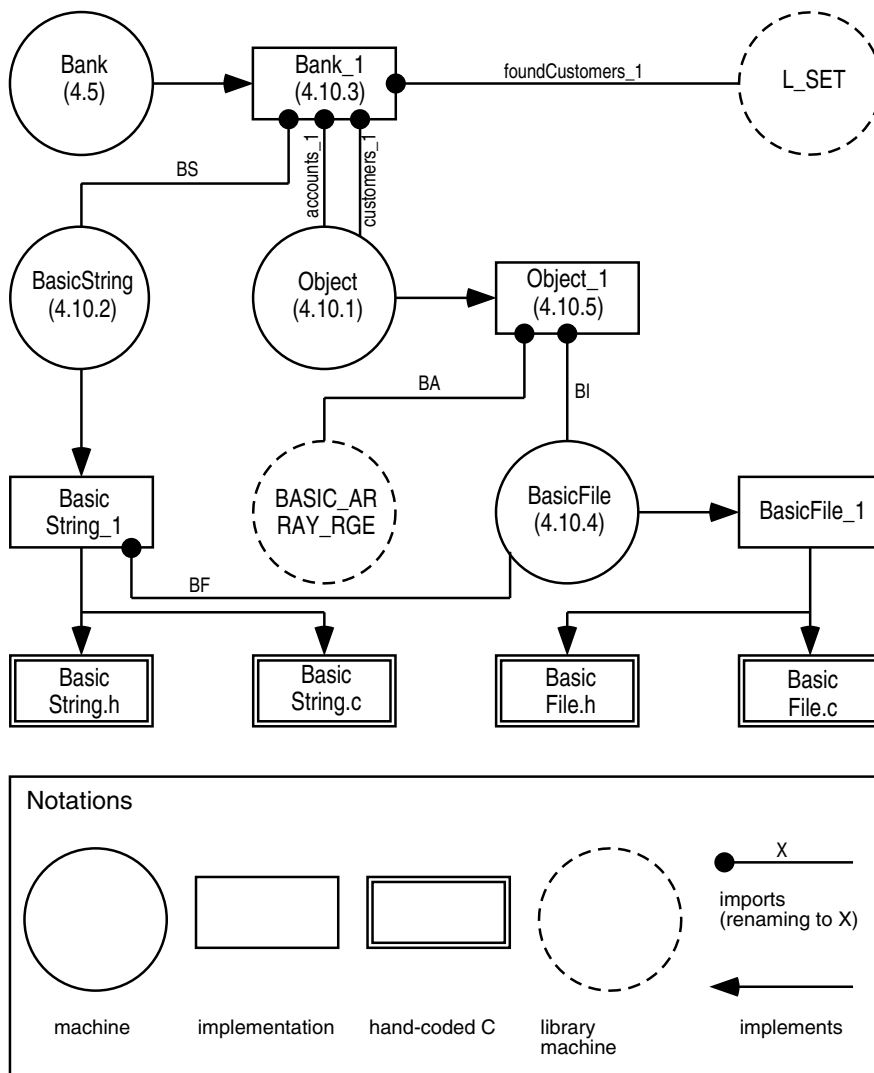 Bank
(4.5)
Bank_1
(4.10.3)
foundCustomers_1
L_SET
BS
accounts_1
customers_1
BasicString
(4.10.2)
Object
(4.10.1)
Object_1
(4.10.5)
BA
BI
Basic
String_1
BASIC_AR
RAY_RGE
BasicFile
(4.10.4)
BasicFile_1
BF
Basic
String.h
Basic
String.c
Basic
File.h
Basic
File.c
Notations
X
imports
(renaming to X)
machine
implementation
hand-coded C
library
machine
implements